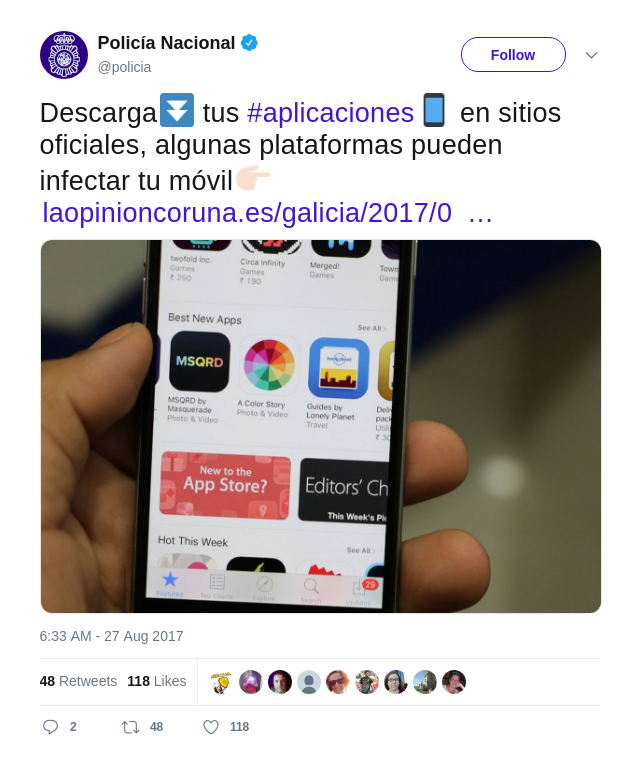 Policía Nacional
@policia
Follow
Descarga⏬ tus #aplicaciones📱 en sitios
oficiales, algunas plataformas pueden
infectar tu móvil👉🏻
laopinioncoruna.es/galicia/2017/0 …
twofold inc.
Games
₹ 250
Circa Infinity
Games
₹ 190
Merged!
Games
Town
Gam
Best New Apps
See All
MSQRD
MSQRD by
Masquerade
Photo & Video
A Color Story
Photo & Video
Guides by
Lonely Planet
Travel
Deliv
pack
Utili
₹ 30
New to the
App Store?
Editors' Ch
This Week's Pi
Hot This Week
See All
Featured
Top Charts
Explore
Search
Updates
29
6:33 AM - 27 Aug 2017
48 Retweets 118 Likes
2 48 118